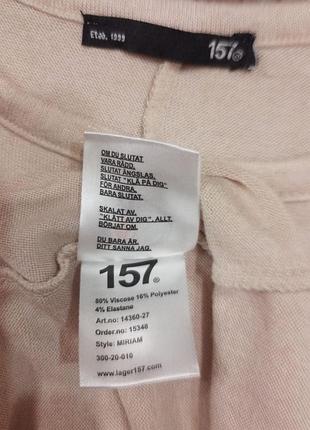 Etab. 1999
157®
OM DU SLUTAT
VARA RÄDD.
SLUTAT ÄNGSLAS.
SLUTAT "KLÄ PÅ DIG"
FÖR ANDRA.
BARA SLUTAT.
SKALAT AV.
"KLÄTT AV DIG". ALLT.
BÖRJAT OM.
DU BARA ÄR.
DITT SANNA JAG.
157®
80% Viscose 16% Polyester
4% Elastane
Art.no: 14360-27
Order.no: 15346
Style: MIRIAM
300-20-010
www.lager157.com